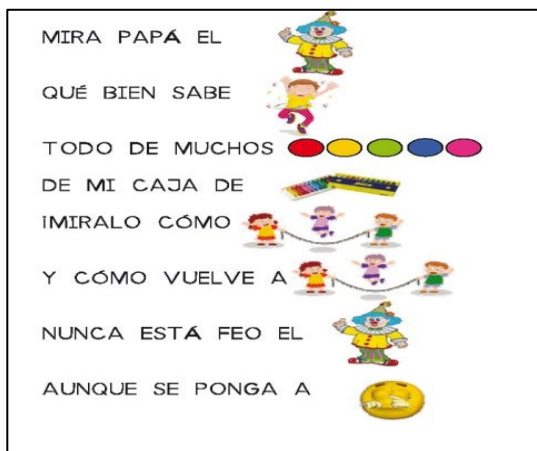 MIRA PAPÁ EL
QUÉ BIEN SABE
TODO DE MUCHOS
DE MI CAJA DE
¡MIRALO CÓMO
Y CÓMO VUELVE A
NUNCA ESTÁ FEO EL
AUNQUE SE PONGA A